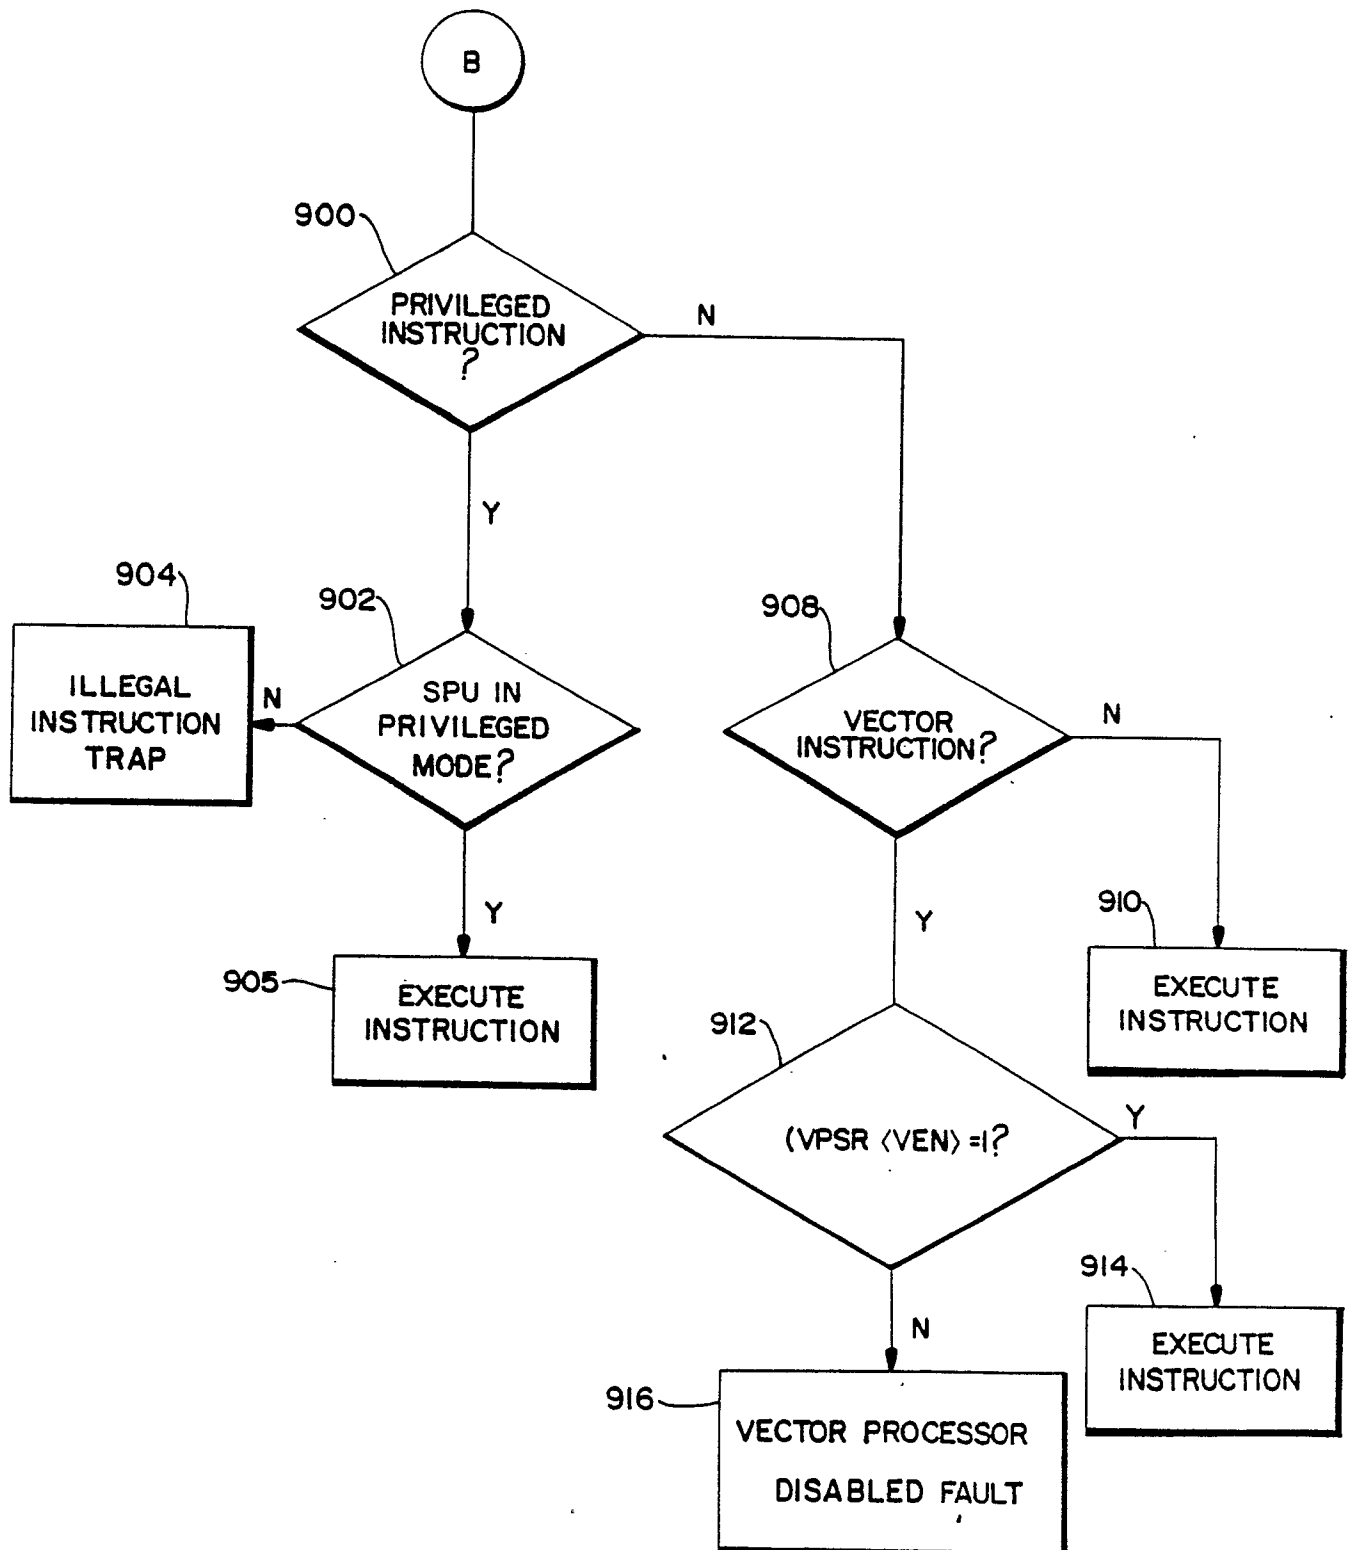 B
900
PRIVILEGED
INSTRUCTION
?
N
Y
904
902
908
ILLEGAL
INSTRUCTION
TRAP
N
SPU IN
PRIVILEGED
MODE?
VECTOR
INSTRUCTION?
N
Y
Y
905
EXECUTE
INSTRUCTION
910
EXECUTE
INSTRUCTION
912
(VPSR <VEN> =1?
Y
N
914
EXECUTE
INSTRUCTION
916
VECTOR PROCESSOR
DISABLED FAULT